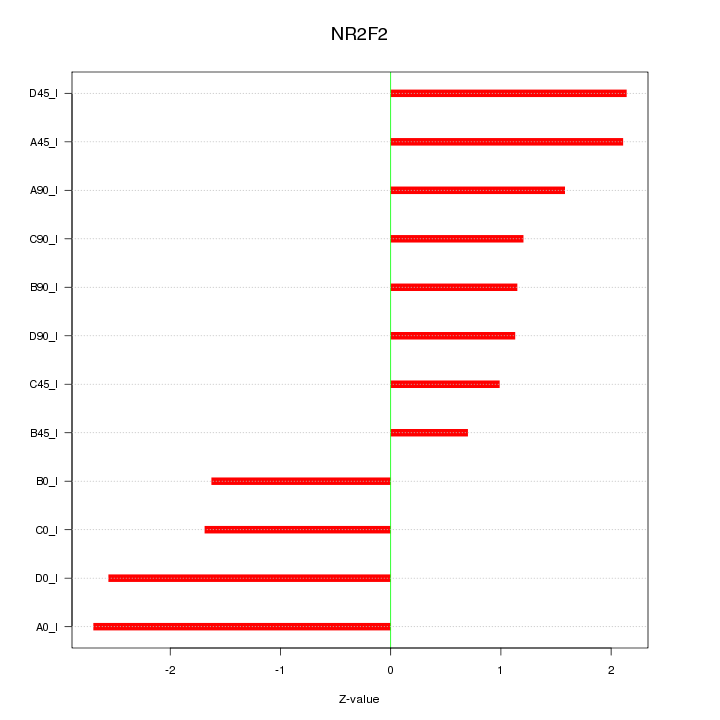 NR2F2
D45_I
A45_I
A90_I
C90_I
B90_I
D90_I
C45_I
B45_I
B0_I
C0_I
D0_I
A0_I
-2 -1 0 1 2
Z-value